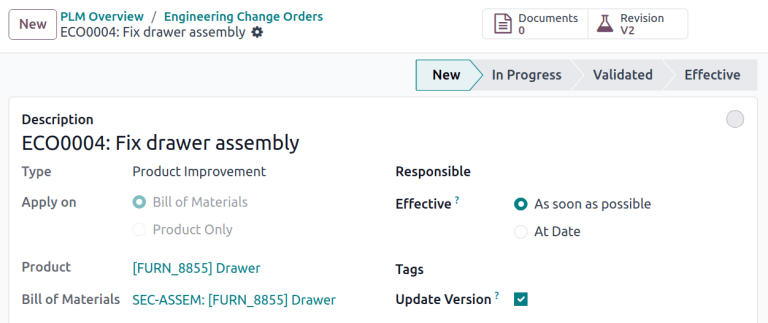 New
PLM Overview / Engineering Change Orders
ECO0004: Fix drawer assembly
Documents
0
Revision
V2
New In Progress Validated Effective
Description
ECO0004: Fix drawer assembly
Type Product Improvement
Responsible
Apply on Bill of Materials
Product Only
Effective ? As soon as possible
At Date
Product [FURN_8855] Drawer
Tags
Bill of Materials SEC-ASSEM: [FURN_8855] Drawer
Update Version ?